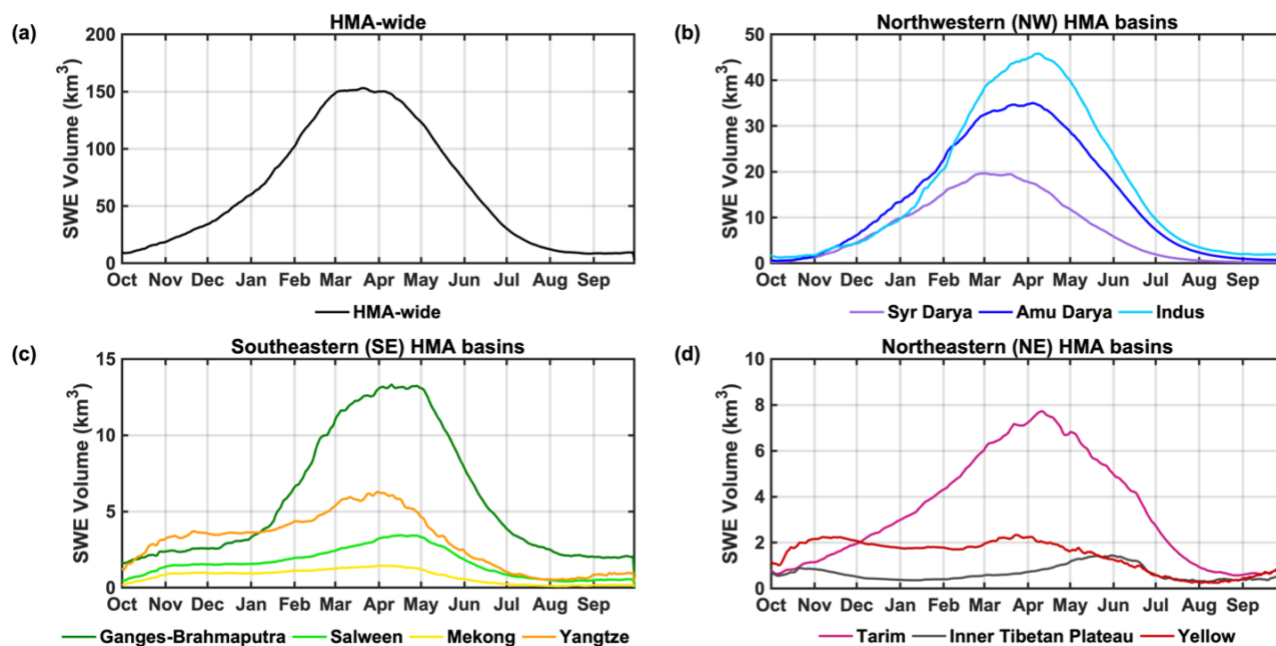 (a)
HMA-wide
200
150
100
50
0
SWE Volume (km³)
Oct Nov Dec Jan Feb Mar Apr May Jun Jul Aug Sep
HMA-wide
(b)
Northwestern (NW) HMA basins
50
40
30
20
10
0
SWE Volume (km³)
Oct Nov Dec Jan Feb Mar Apr May Jun Jul Aug Sep
Syr Darya Amu Darya Indus
(c)
Southeastern (SE) HMA basins
15
10
5
0
SWE Volume (km³)
Oct Nov Dec Jan Feb Mar Apr May Jun Jul Aug Sep
Ganges-Brahmaputra Salween Mekong Yangtze
(d)
Northeastern (NE) HMA basins
10
8
6
4
2
0
SWE Volume (km³)
Oct Nov Dec Jan Feb Mar Apr May Jun Jul Aug Sep
Tarim Inner Tibetan Plateau Yellow